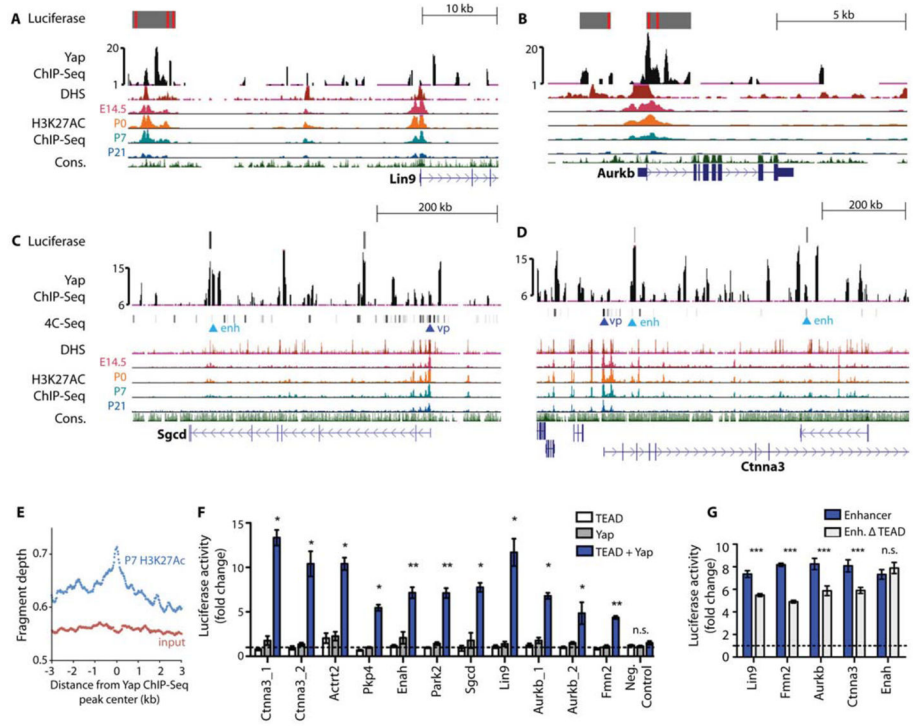 A
Luciferase
10 kb
20
Yap
ChIP-Seq
1
DHS
E14.5
H3K27AC
P0
ChIP-Seq
P7
P21
Cons.
Lin9
B
5 kb
20
1
Aurkb
C
Luciferase
200 kb
15
Yap
ChIP-Seq
6
4C-Seq
enh
vp
DHS
E14.5
H3K27AC
P0
ChIP-Seq
P7
P21
Cons.
Sgcd
D
200 kb
15
6
vp
enh
enh
Ctnna3
E
0.7
P7 H3K27Ac
Fragment depth
0.6
input
0.5
-3 -2 -1 0 1 2 3
Distance from Yap ChIP-Seq
peak center (kb)
F
TEAD
Yap
TEAD + Yap
Luciferase activity
(fold change)
15
10
5
0
* * * * ** ** * * * * ** n.s.
Ctnna3_1
Ctnna3_2
Actrt2
Pkp4
Enah
Park2
Sgcd
Lin9
Aurkb_1
Aurkb_2
Fmn2
Neg.
Control
G
Enhancer
Enh. Δ TEAD
Luciferase activity
(fold change)
10
8
6
4
2
0
*** *** *** *** n.s.
Lin9
Fmn2
Aurkb
Ctnna3
Enah